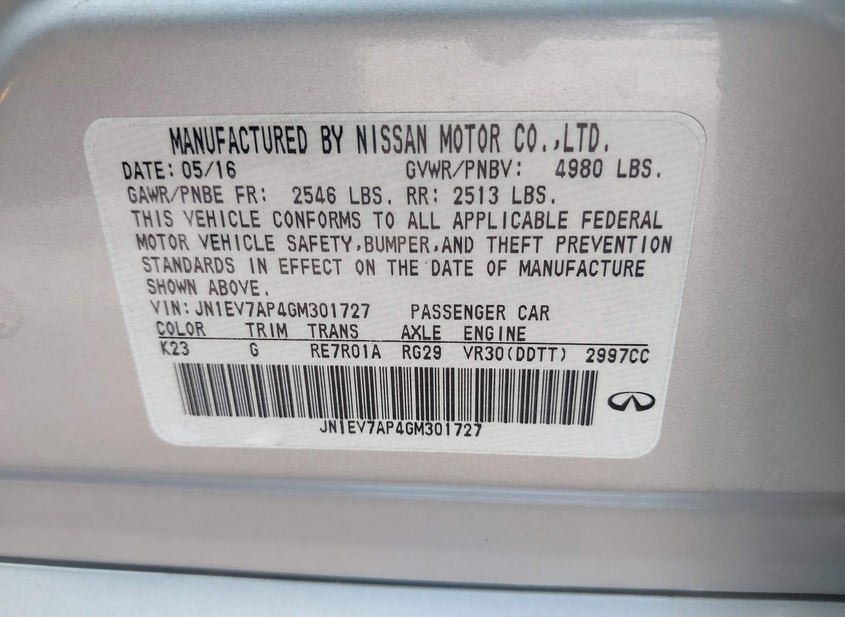 MANUFACTURED BY NISSAN MOTOR CO.,LTD.
DATE: 05/16 GVWR/PNBV: 4980 LBS.
GAWR/PNBE FR: 2546 LBS. RR: 2513 LBS.
THIS VEHICLE CONFORMS TO ALL APPLICABLE FEDERAL
MOTOR VEHICLE SAFETY,BUMPER,AND THEFT PREVENTION
STANDARDS IN EFFECT ON THE DATE OF MANUFACTURE
SHOWN ABOVE.
VIN: JN1EV7AP4GM301727 PASSENGER CAR
COLOR TRIM TRANS AXLE ENGINE
K23 G RE7R01A RG29 VR30(DDTT) 2997CC
JN1EV7AP4GM301727